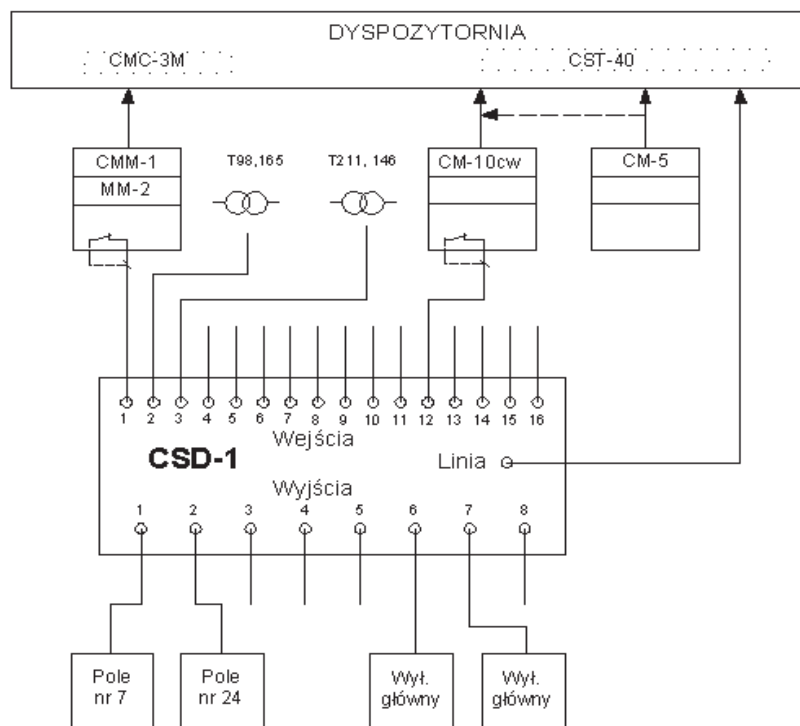 DYSPOZYTORNIA
CMC-3M CST-40
CMM-1 T98,165 T211, 146 CM-10cw CM-5
MM-2
1 2 3 4 5 6 7 8 9 10 11 12 13 14 15 16
Wejścia
CSD-1 Linia
Wyjścia
1 2 3 4 5 6 7 8
Pole Pole Wył. Wył.
nr 7 nr 24 główny główny